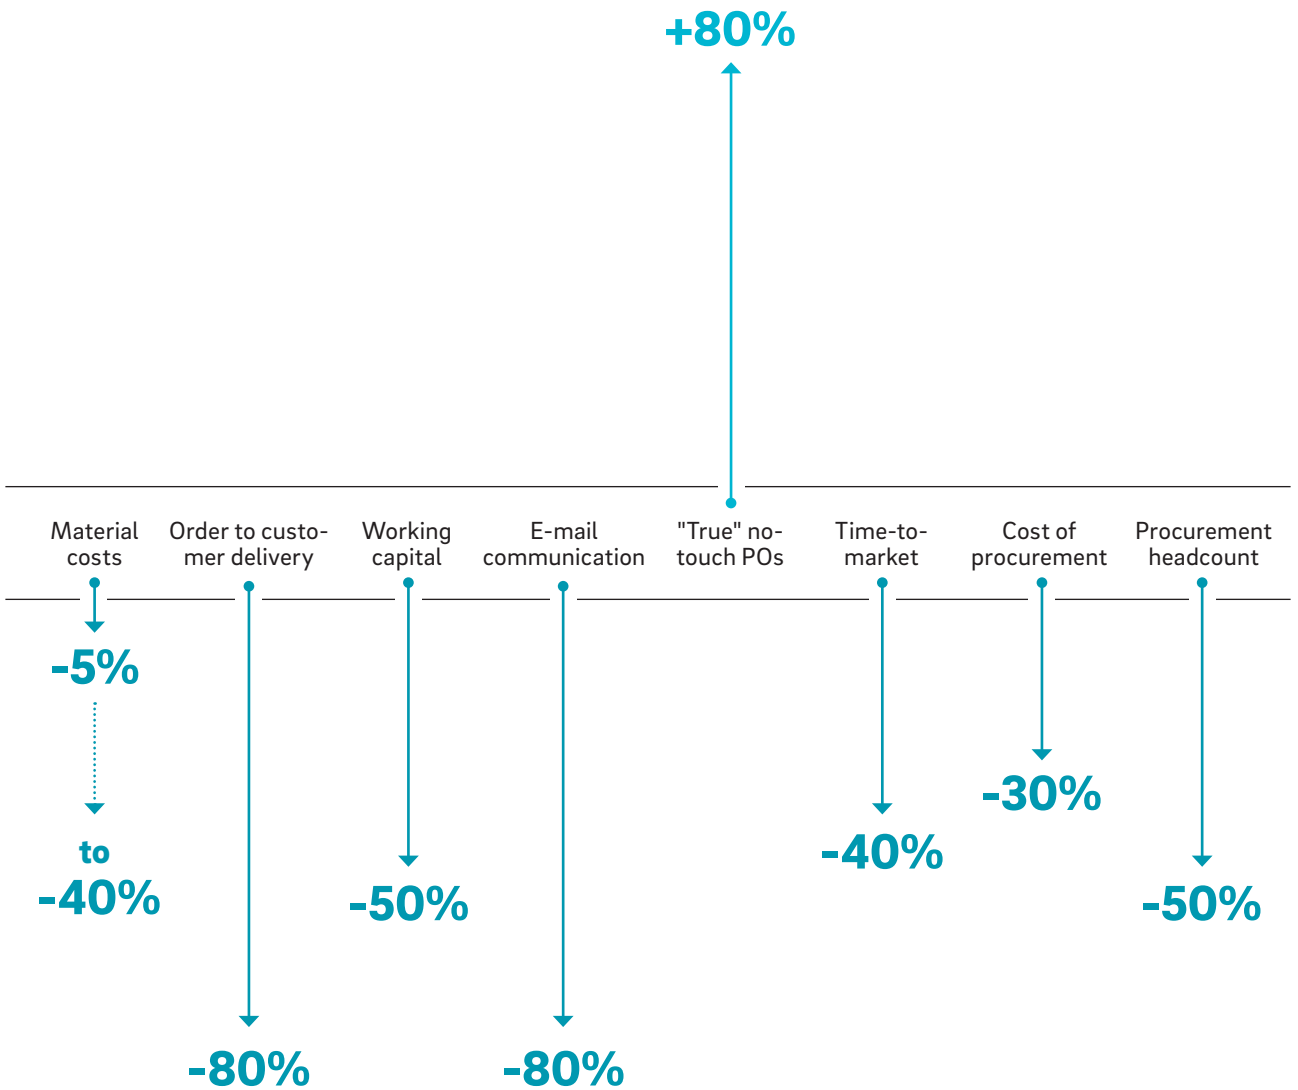 +80%
Material
costs
Order to custo-
mer delivery
Working
capital
E-mail
communication
"True" no-
touch POs
Time-to-
market
Cost of
procurement
Procurement
headcount
-5%
to
-40%
-80%
-50%
-80%
-40%
-30%
-50%